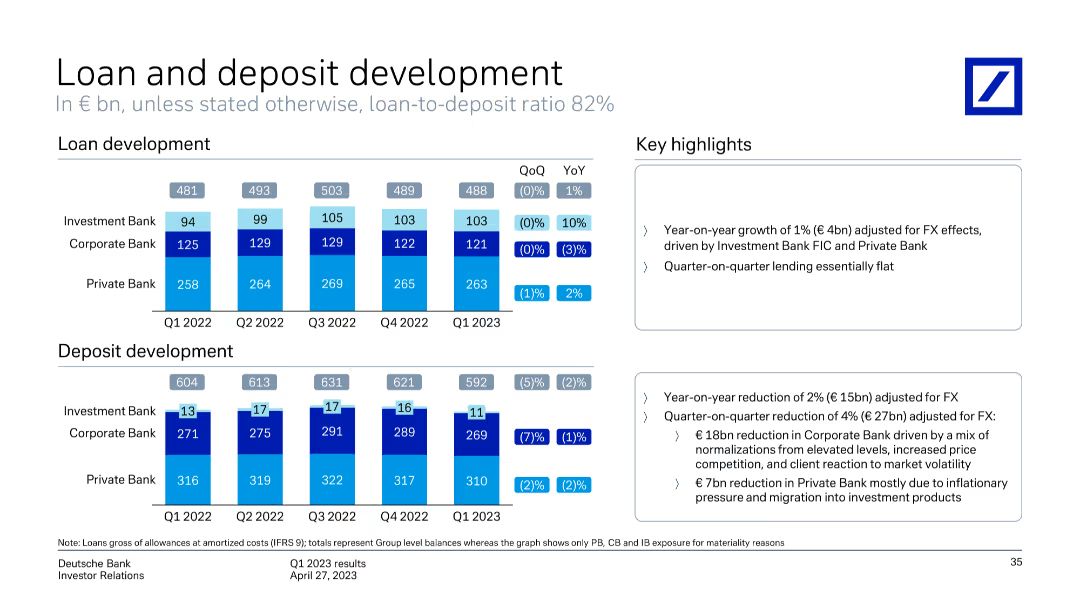 Loan and deposit development
In € bn, unless stated otherwise, loan-to-deposit ratio 82%
Loan development
QoQ YoY
481 493 503 489 488 (0)% 1%
Investment Bank 94 99 105 103 103 (0)% 10%
Corporate Bank 125 129 129 122 121 (0)% (3)%
Private Bank 258 264 269 265 263 (1)% 2%
Q1 2022 Q2 2022 Q3 2022 Q4 2022 Q1 2023
Key highlights
〉 Year-on-year growth of 1% (€ 4bn) adjusted for FX effects,
driven by Investment Bank FIC and Private Bank
〉 Quarter-on-quarter lending essentially flat
Deposit development
604 613 631 621 592 (5)% (2)%
Investment Bank 13 17 17 16 11
Corporate Bank 271 275 291 289 269 (7)% (1)%
Private Bank 316 319 322 317 310 (2)% (2)%
Q1 2022 Q2 2022 Q3 2022 Q4 2022 Q1 2023
〉 Year-on-year reduction of 2% (€ 15bn) adjusted for FX
〉 Quarter-on-quarter reduction of 4% (€ 27bn) adjusted for FX:
〉 € 18bn reduction in Corporate Bank driven by a mix of
normalizations from elevated levels, increased price
competition, and client reaction to market volatility
〉 € 7bn reduction in Private Bank mostly due to inflationary
pressure and migration into investment products
Note: Loans gross of allowances at amortized costs (IFRS 9); totals represent Group level balances whereas the graph shows only PB, CB and IB exposure for materiality reasons
Deutsche Bank
Investor Relations
Q1 2023 results
April 27, 2023
35